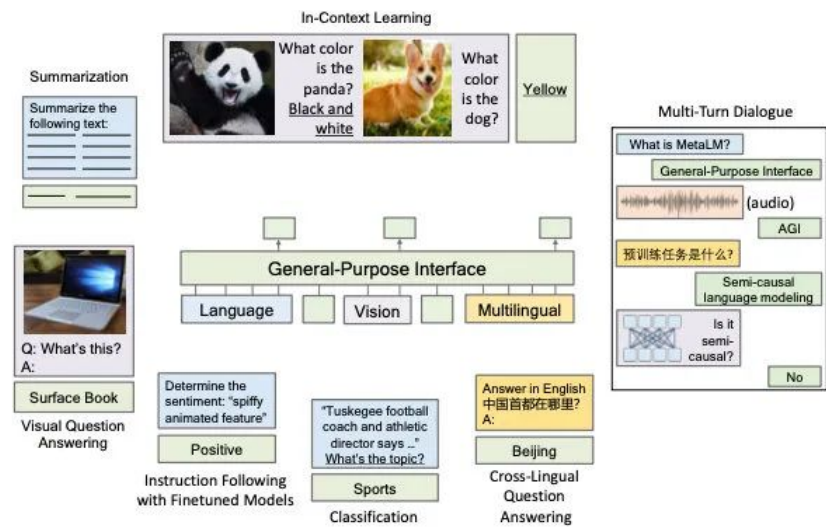 In-Context Learning
What color
is the
panda?
Black and
white
What
color
is the
dog?
Yellow
Summarization
Summarize the
following text:
Multi-Turn Dialogue
What is MetaLM?
General-Purpose Interface
(audio)
AGI
预训练任务是什么?
Semi-causal
language modeling
Is it
semi-
causal?
No
General-Purpose Interface
Language
Vision
Multilingual
Q: What's this?
A:
Surface Book
Visual Question
Answering
Determine the
sentiment: “spiffy
animated feature”
Positive
Instruction Following
with Finetuned Models
“Tuskegee football
coach and athletic
director says ..”
What's the topic?
Sports
Classification
Answer in English
中国首都在哪里?
A:
Beijing
Cross-Lingual
Question
Answering